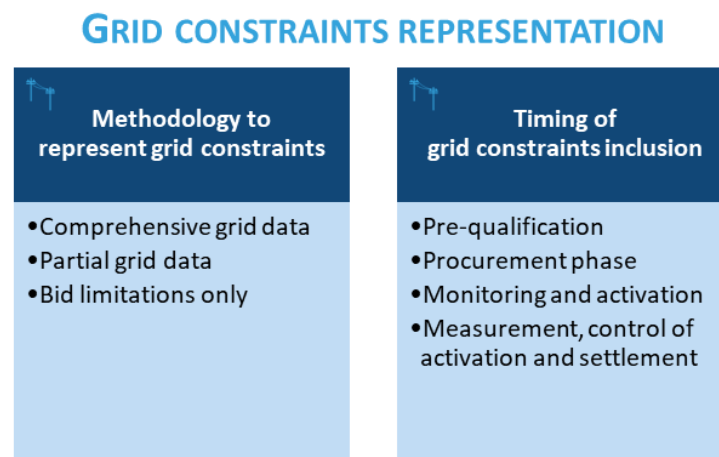 GRID CONSTRAINTS REPRESENTATION
Methodology to
represent grid constraints
•Comprehensive grid data
•Partial grid data
•Bid limitations only
Timing of
grid constraints inclusion
•Pre-qualification
•Procurement phase
•Monitoring and activation
•Measurement, control of
activation and settlement